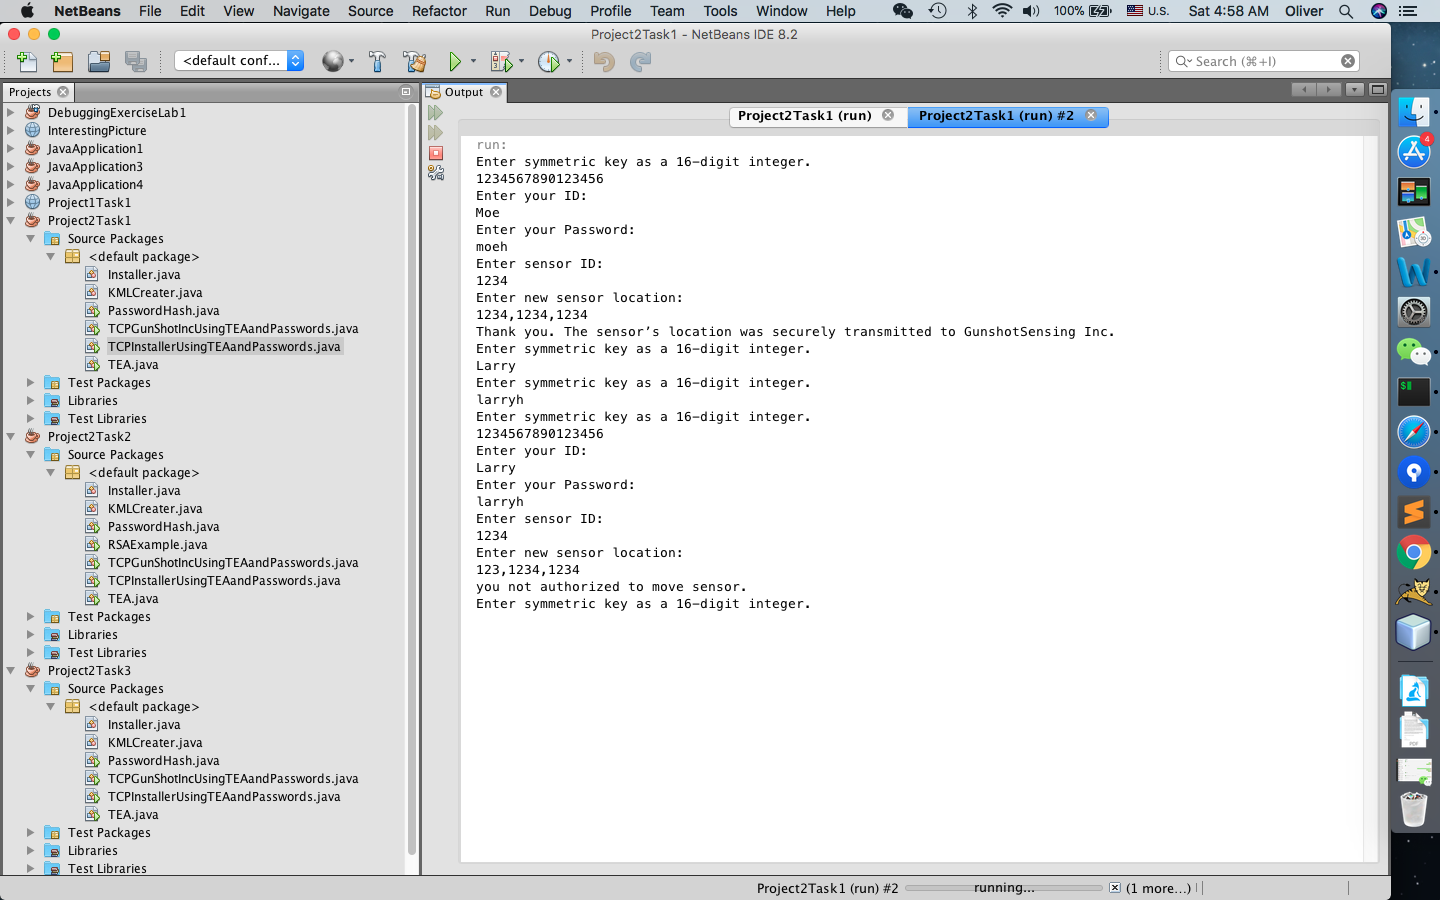 NetBeans File Edit View Navigate Source Refactor Run Debug Profile Team Tools Window Help 100% U.S. Sat 4:58 AM Oliver
Project2Task1 - NetBeans IDE 8.2
<default conf... Search (⌘+I)
Projects
DebuggingExerciseLab1
InterestingPicture
JavaApplication1
JavaApplication3
JavaApplication4
Project1Task1
Project2Task1
Source Packages
<default package>
Installer.java
KMLCreater.java
PasswordHash.java
TCPGunShotIncUsingTEAandPasswords.java
TCPInstallerUsingTEAandPasswords.java
TEA.java
Test Packages
Libraries
Test Libraries
Project2Task2
Source Packages
<default package>
Installer.java
KMLCreater.java
PasswordHash.java
RSAExample.java
TCPGunShotIncUsingTEAandPasswords.java
TCPInstallerUsingTEAandPasswords.java
TEA.java
Test Packages
Libraries
Test Libraries
Project2Task3
Source Packages
<default package>
Installer.java
KMLCreater.java
PasswordHash.java
TCPGunShotIncUsingTEAandPasswords.java
TCPInstallerUsingTEAandPasswords.java
TEA.java
Test Packages
Libraries
Test Libraries
Output
Project2Task1 (run) Project2Task1 (run) #2
run:
Enter symmetric key as a 16-digit integer.
1234567890123456
Enter your ID:
Moe
Enter your Password:
moeh
Enter sensor ID:
1234
Enter new sensor location:
1234,1234,1234
Thank you. The sensor’s location was securely transmitted to GunshotSensing Inc.
Enter symmetric key as a 16-digit integer.
Larry
Enter symmetric key as a 16-digit integer.
larryh
Enter symmetric key as a 16-digit integer.
1234567890123456
Enter your ID:
Larry
Enter your Password:
larryh
Enter sensor ID:
1234
Enter new sensor location:
123,1234,1234
you not authorized to move sensor.
Enter symmetric key as a 16-digit integer.
Project2Task1 (run) #2 running... (1 more...)
4
PDF